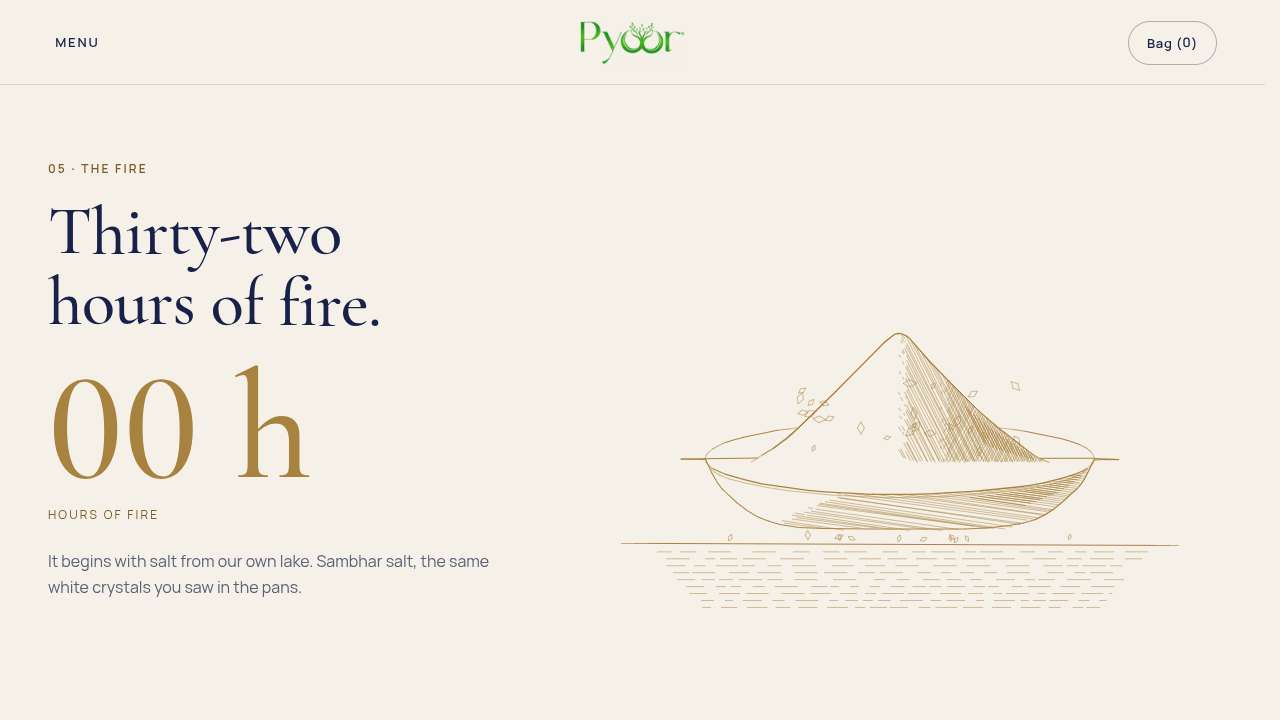 MENU
Pyoor
Bag (0)
05 · THE FIRE
Thirty-two
hours of fire.
00 h
HOURS OF FIRE
It begins with salt from our own lake. Sambhar salt, the same
white crystals you saw in the pans.